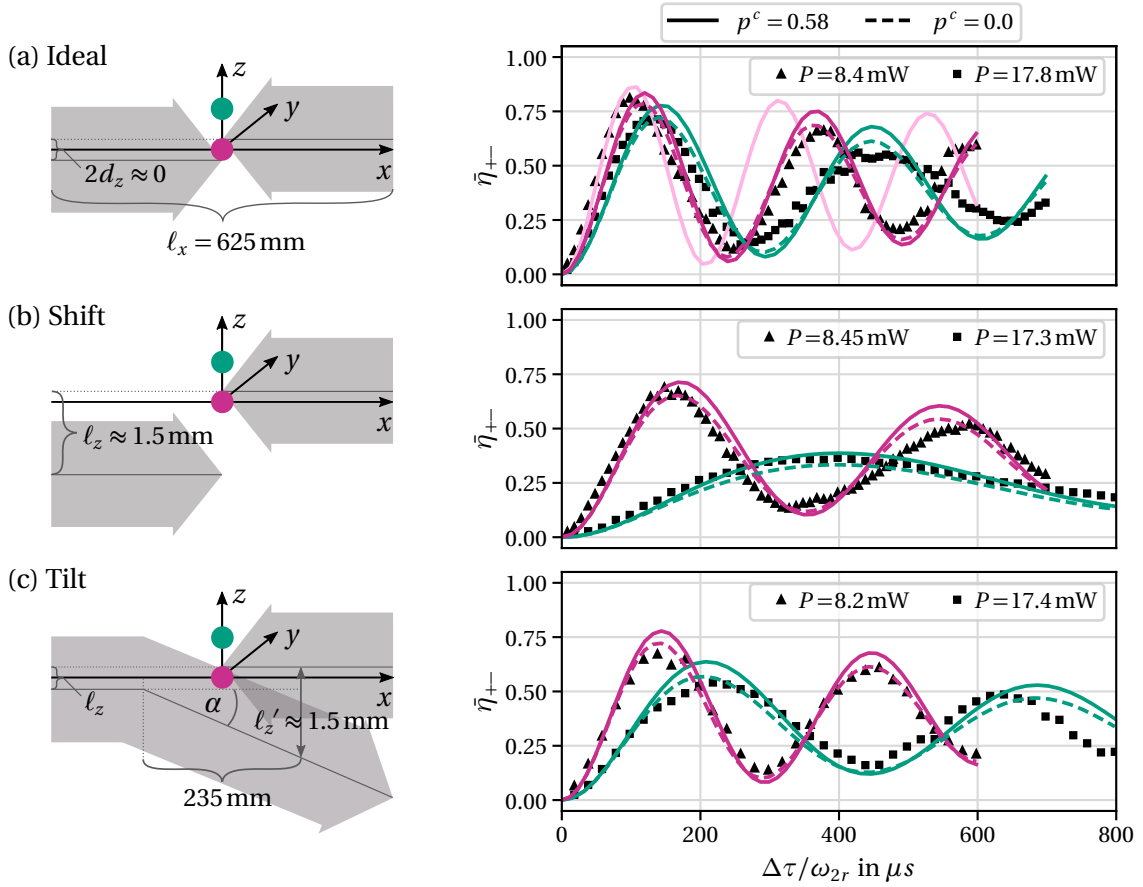 p^c = 0.58 p^c = 0.0
(a) Ideal
z
y
x
2d_z ≈ 0
ℓ_x = 625 mm
P = 8.4 mW P = 17.8 mW
1.00
0.75
0.50
0.25
0.00
η̄_{+−}
(b) Shift
z
y
x
ℓ_z ≈ 1.5 mm
P = 8.45 mW P = 17.3 mW
1.00
0.75
0.50
0.25
0.00
η̄_{+−}
(c) Tilt
z
y
x
ℓ_z
α
ℓ_z′ ≈ 1.5 mm
235 mm
P = 8.2 mW P = 17.4 mW
1.00
0.75
0.50
0.25
0.00
η̄_{+−}
0 200 400 600 800
Δτ/ω_{2r} in μs